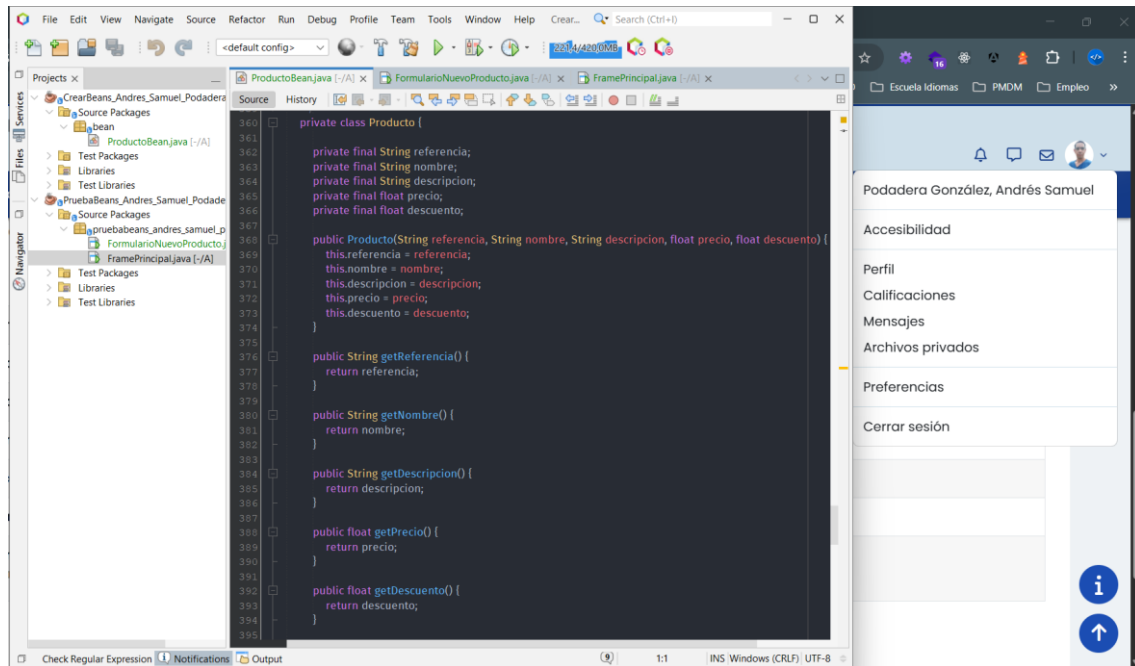 File Edit View Navigate Source Refactor Run Debug Profile Team Tools Window Help Crear... Search (Ctrl+I)
<default config> 221,4/420,0MB
Projects
ProductoBean.java [-/A] FormularioNuevoProducto.java [-/A] FramePrincipal.java [-/A]
Source History
Services
Files
Navigator
CrearBeans_Andres_Samuel_Podadera
Source Packages
bean
ProductoBean.java [-/A]
Test Packages
Libraries
Test Libraries
PruebaBeans_Andres_Samuel_Podade
Source Packages
pruebabeans_andres_samuel_p
FormularioNuevoProducto.j
FramePrincipal.java [-/A]
Test Packages
Libraries
Test Libraries
360 private class Producto {
361
362 private final String referencia;
363 private final String nombre;
364 private final String descripcion;
365 private final float precio;
366 private final float descuento;
367
368 public Producto(String referencia, String nombre, String descripcion, float precio, float descuento) {
369 this.referencia = referencia;
370 this.nombre = nombre;
371 this.descripcion = descripcion;
372 this.precio = precio;
373 this.descuento = descuento;
374 }
375
376 public String getReferencia() {
377 return referencia;
378 }
379
380 public String getNombre() {
381 return nombre;
382 }
383
384 public String getDescripcion() {
385 return descripcion;
386 }
387
388 public float getPrecio() {
389 return precio;
390 }
391
392 public float getDescuento() {
393 return descuento;
394 }
395
Check Regular Expression Notifications Output 9 1:1 INS Windows (CRLF) UTF-8
16
Escuela Idiomas PMDM Empleo »
Podadera González, Andrés Samuel
Accesibilidad
Perfil
Calificaciones
Mensajes
Archivos privados
Preferencias
Cerrar sesión